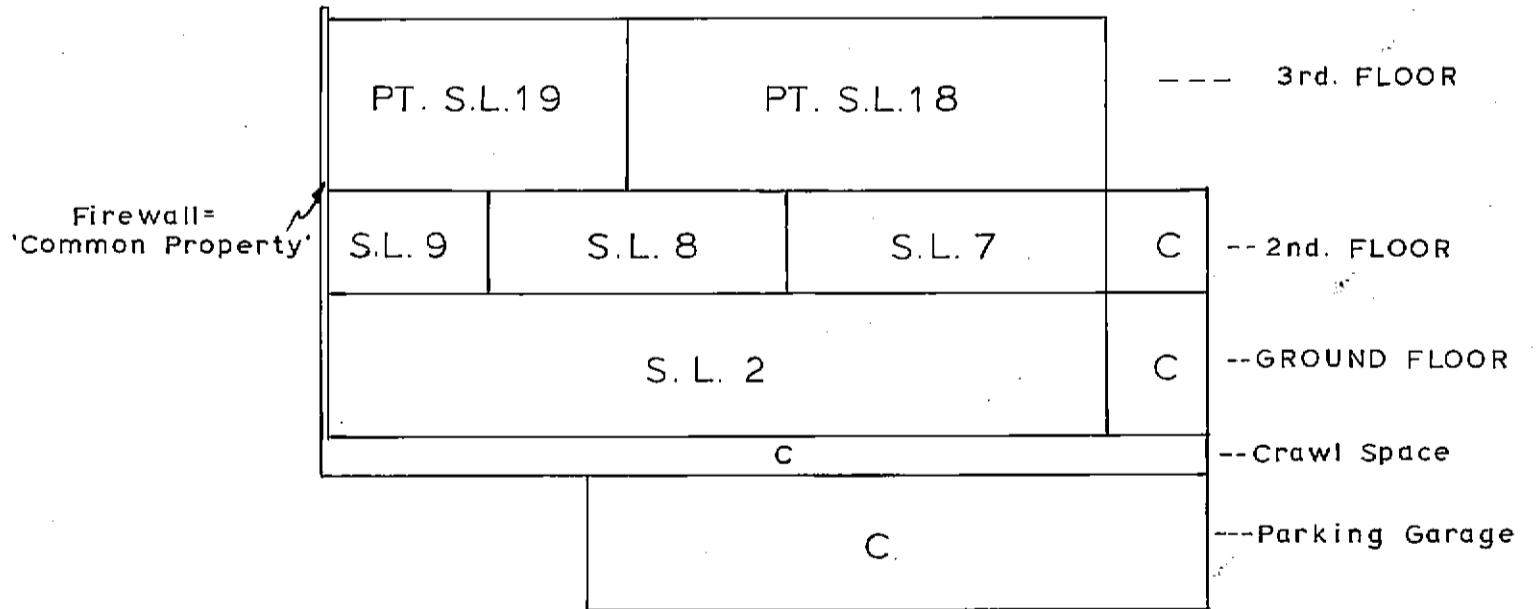 PT. S.L.19
PT. S.L.18
--- 3rd. FLOOR
Firewall=
'Common Property'
S.L. 9
S.L. 8
S.L. 7
C
--2nd. FLOOR
S.L. 2
C
--GROUND FLOOR
C
--Crawl Space
C.
---Parking Garage